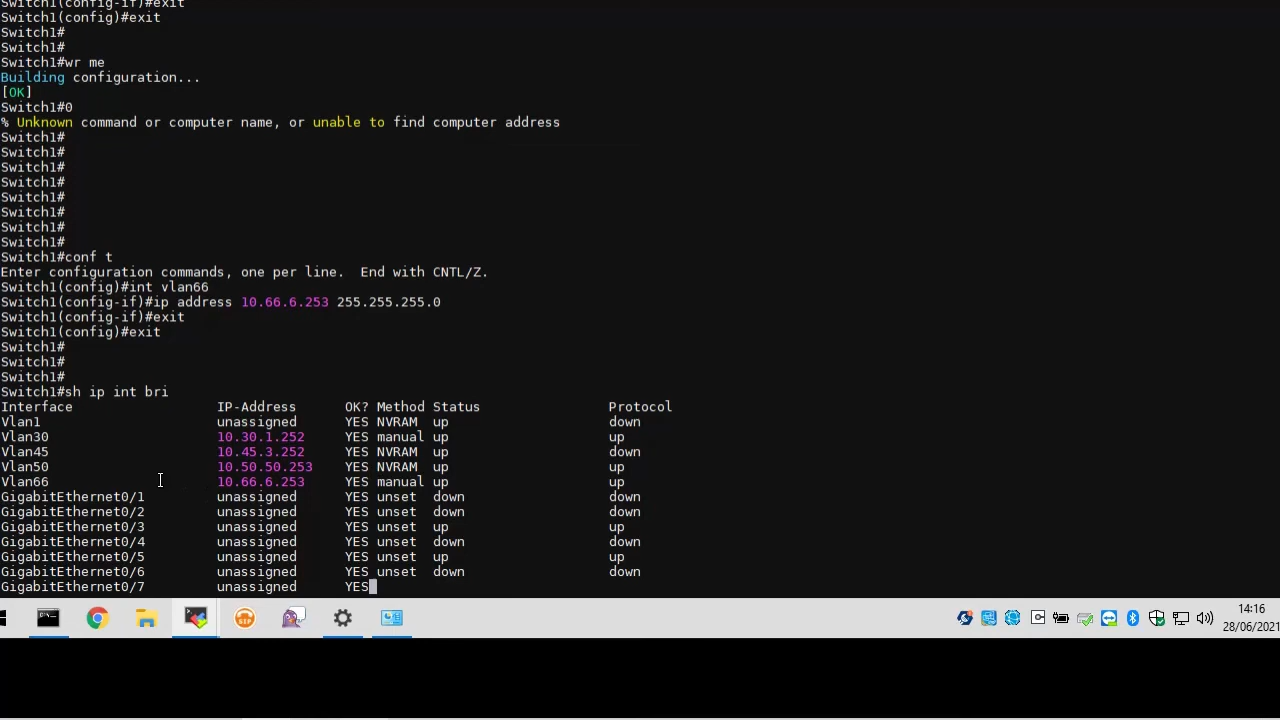 Switch1(config-if)#exit
Switch1(config)#exit
Switch1#
Switch1#
Switch1#wr me
Building configuration...
[OK]
Switch1#0
% Unknown command or computer name, or unable to find computer address
Switch1#
Switch1#
Switch1#
Switch1#
Switch1#
Switch1#
Switch1#
Switch1#
Switch1#conf t
Enter configuration commands, one per line.  End with CNTL/Z.
Switch1(config)#int vlan66
Switch1(config-if)#ip address 10.66.6.253 255.255.255.0
Switch1(config-if)#exit
Switch1(config)#exit
Switch1#
Switch1#
Switch1#
Switch1#sh ip int bri
Interface IP-Address OK? Method Status Protocol
Vlan1 unassigned YES NVRAM up down
Vlan30 10.30.1.252 YES manual up up
Vlan45 10.45.3.252 YES NVRAM up down
Vlan50 10.50.50.253 YES NVRAM up up
Vlan66 10.66.6.253 YES manual up up
GigabitEthernet0/1 unassigned YES unset down down
GigabitEthernet0/2 unassigned YES unset down down
GigabitEthernet0/3 unassigned YES unset up up
GigabitEthernet0/4 unassigned YES unset down down
GigabitEthernet0/5 unassigned YES unset up up
GigabitEthernet0/6 unassigned YES unset down down
GigabitEthernet0/7 unassigned YES
SIP
14:16
28/06/2021